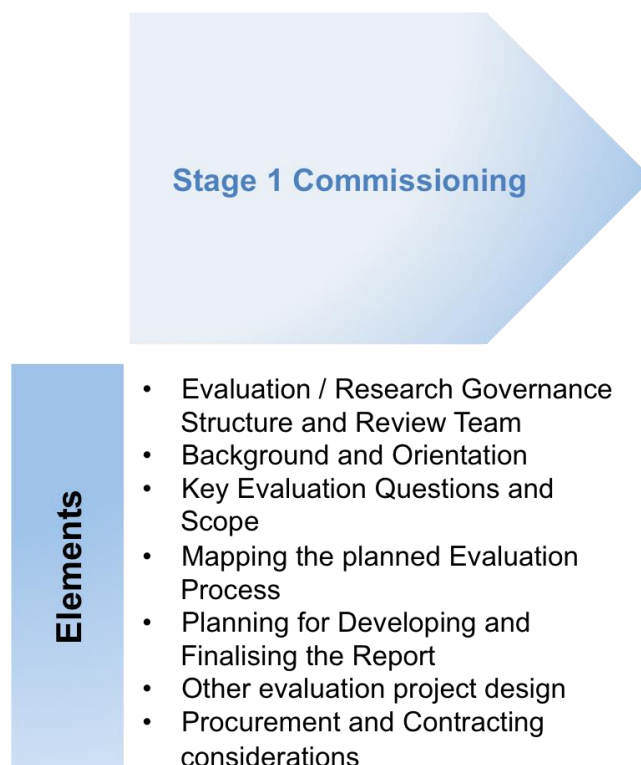 Stage 1 Commissioning
Elements
• Evaluation / Research Governance
Structure and Review Team
• Background and Orientation
• Key Evaluation Questions and
Scope
• Mapping the planned Evaluation
Process
• Planning for Developing and
Finalising the Report
• Other evaluation project design
• Procurement and Contracting
considerations